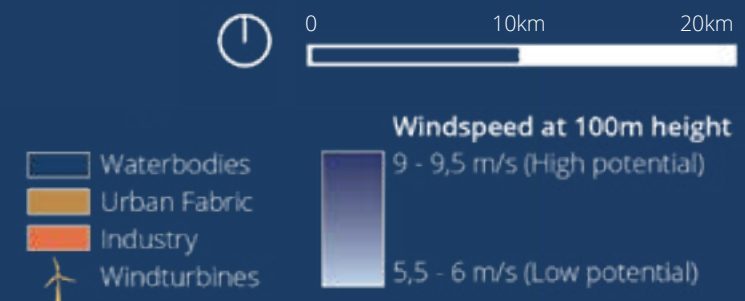 0 10km 20km
Windspeed at 100m height
Waterbodies
Urban Fabric
Industry
Windturbines
9 - 9,5 m/s (High potential)
5,5 - 6 m/s (Low potential)